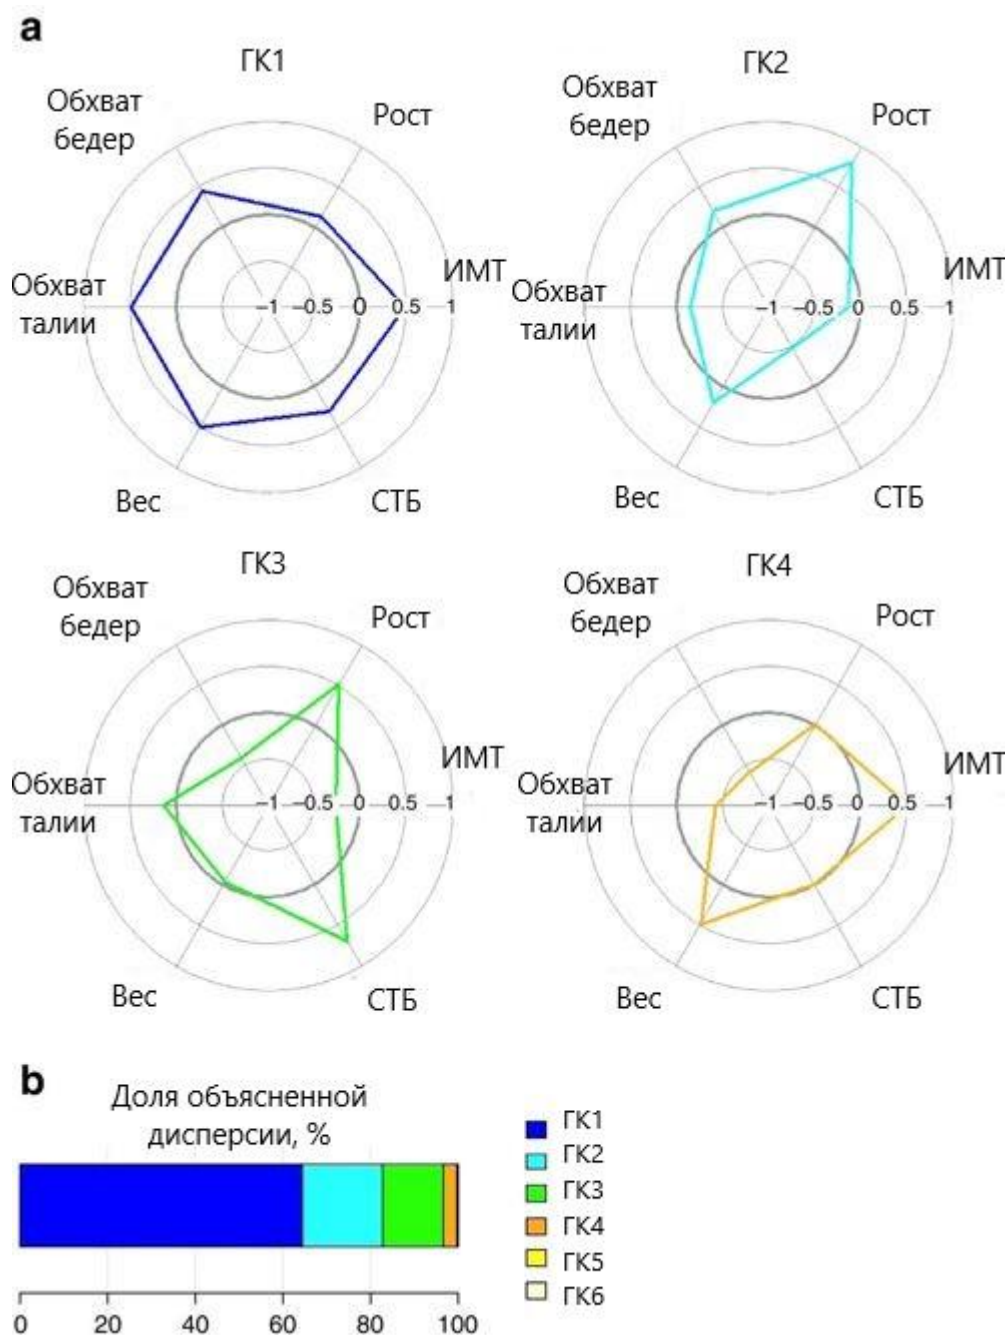 a
ГК1
Обхват
бедер
Рост
ИМТ
Обхват
талии
−1 −0.5 0 0.5 1
Вес
СТБ
ГК2
Обхват
бедер
Рост
ИМТ
Обхват
талии
−1 −0.5 0 0.5 1
Вес
СТБ
ГК3
Обхват
бедер
Рост
ИМТ
Обхват
талии
−1 −0.5 0 0.5 1
Вес
СТБ
ГК4
Обхват
бедер
Рост
ИМТ
Обхват
талии
−1 −0.5 0 0.5 1
Вес
СТБ
b
Доля объясненной
дисперсии, %
0 20 40 60 80 100
ГК1
ГК2
ГК3
ГК4
ГК5
ГК6